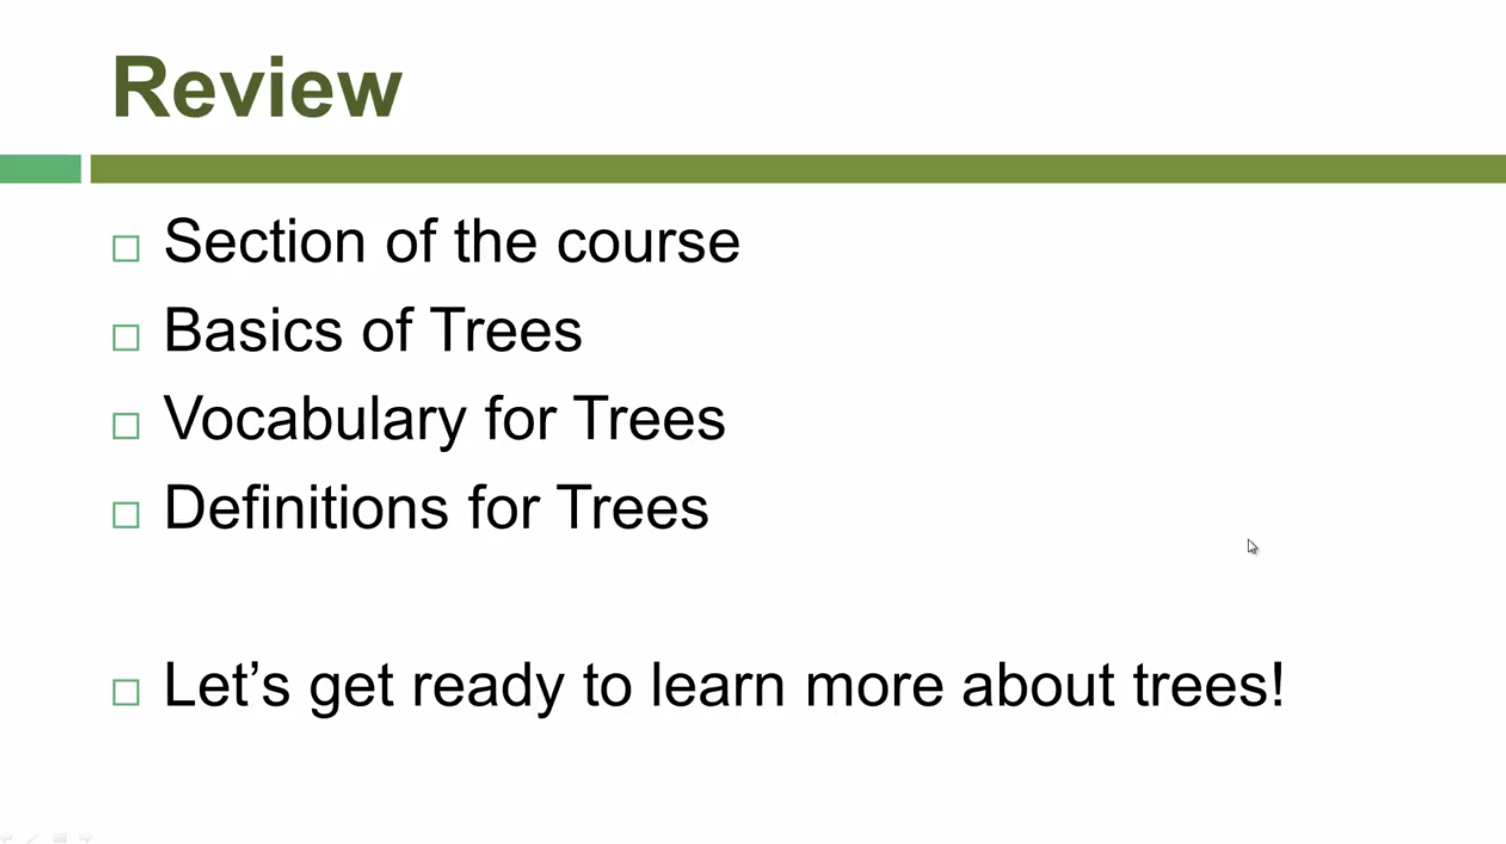 Review
Section of the course
Basics of Trees
Vocabulary for Trees
Definitions for Trees
Let’s get ready to learn more about trees!